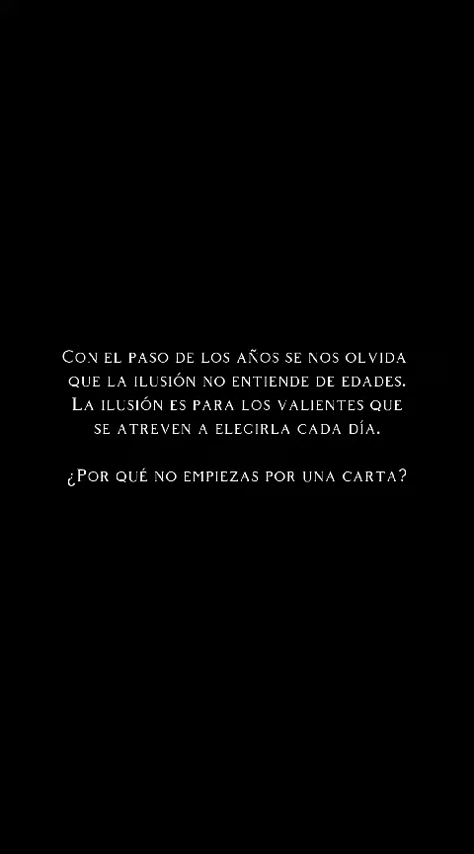 Con el paso de los años se nos olvida
que la ilusión no entiende de edades.
La ilusión es para los valientes que
se atreven a elegirla cada día.
¿Por qué no empiezas por una carta?